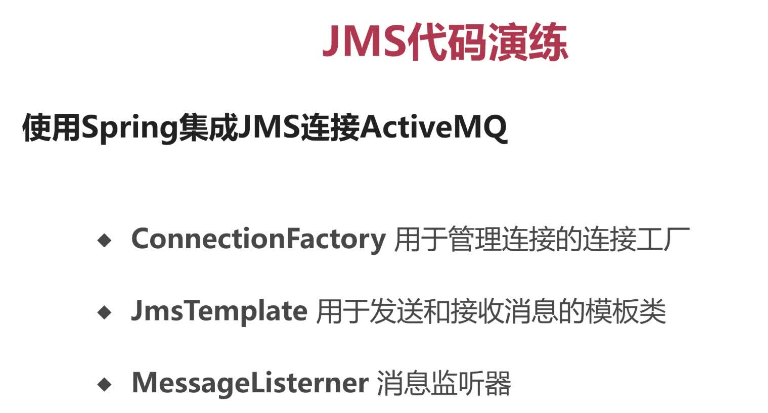 JMS代码演练
使用Spring集成JMS连接ActiveMQ
◆ ConnectionFactory 用于管理连接的连接工厂
◆ JmsTemplate 用于发送和接收消息的模板类
◆ MessageListerner 消息监听器